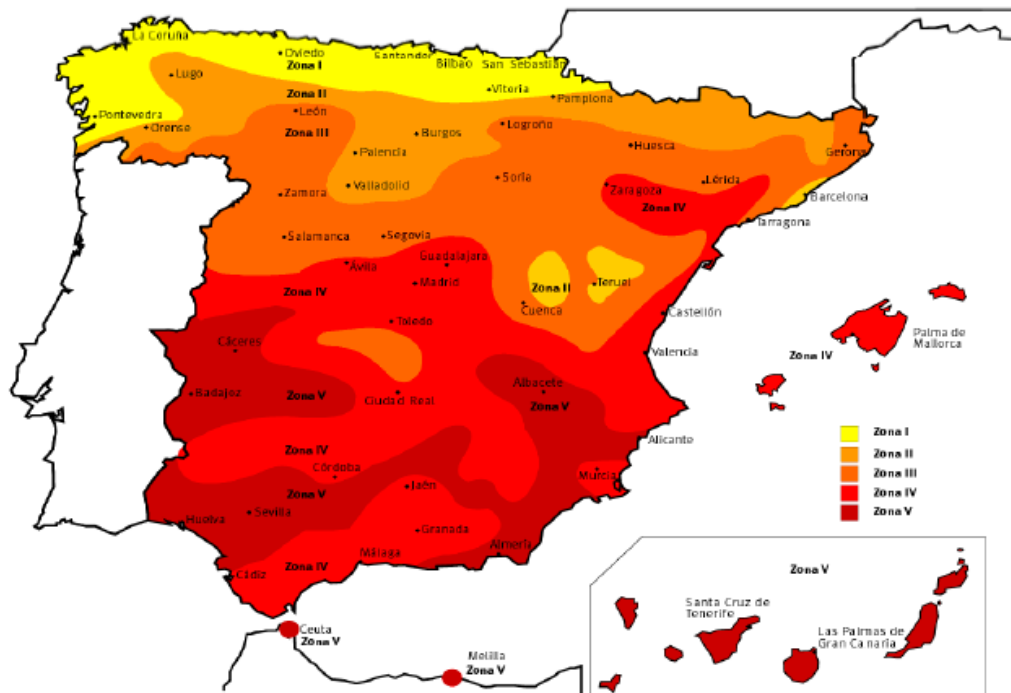 La Coruña
Oviedo
Santander
Bilbao
San Sebastián
Zona I
Lugo
Vitoria
Pamplona
Zona II
León
Pontevedra
Orense
Zona III
Burgos
Logroño
Palencia
Huesca
Gerona
Valladolid
Soria
Zaragoza
Lérida
Zamora
Barcelona
Zona IV
Tarragona
Salamanca
Segovia
Guadalajara
Ávila
Madrid
Zona II
Teruel
Zona IV
Cuenca
Castellón
Toledo
Palma de
Mallorca
Cáceres
Valencia
Zona IV
Badajoz
Zona V
Ciudad Real
Albacete
Zona V
Alicante
Zona IV
Córdoba
Murcia
Zona V
Jaén
Sevilla
Huelva
Granada
Almería
Málaga
Cádiz
Zona IV
Ceuta
Zona V
Melilla
Zona V
Zona I
Zona II
Zona III
Zona IV
Zona V
Zona V
Santa Cruz de
Tenerife
Las Palmas de
Gran Canaria